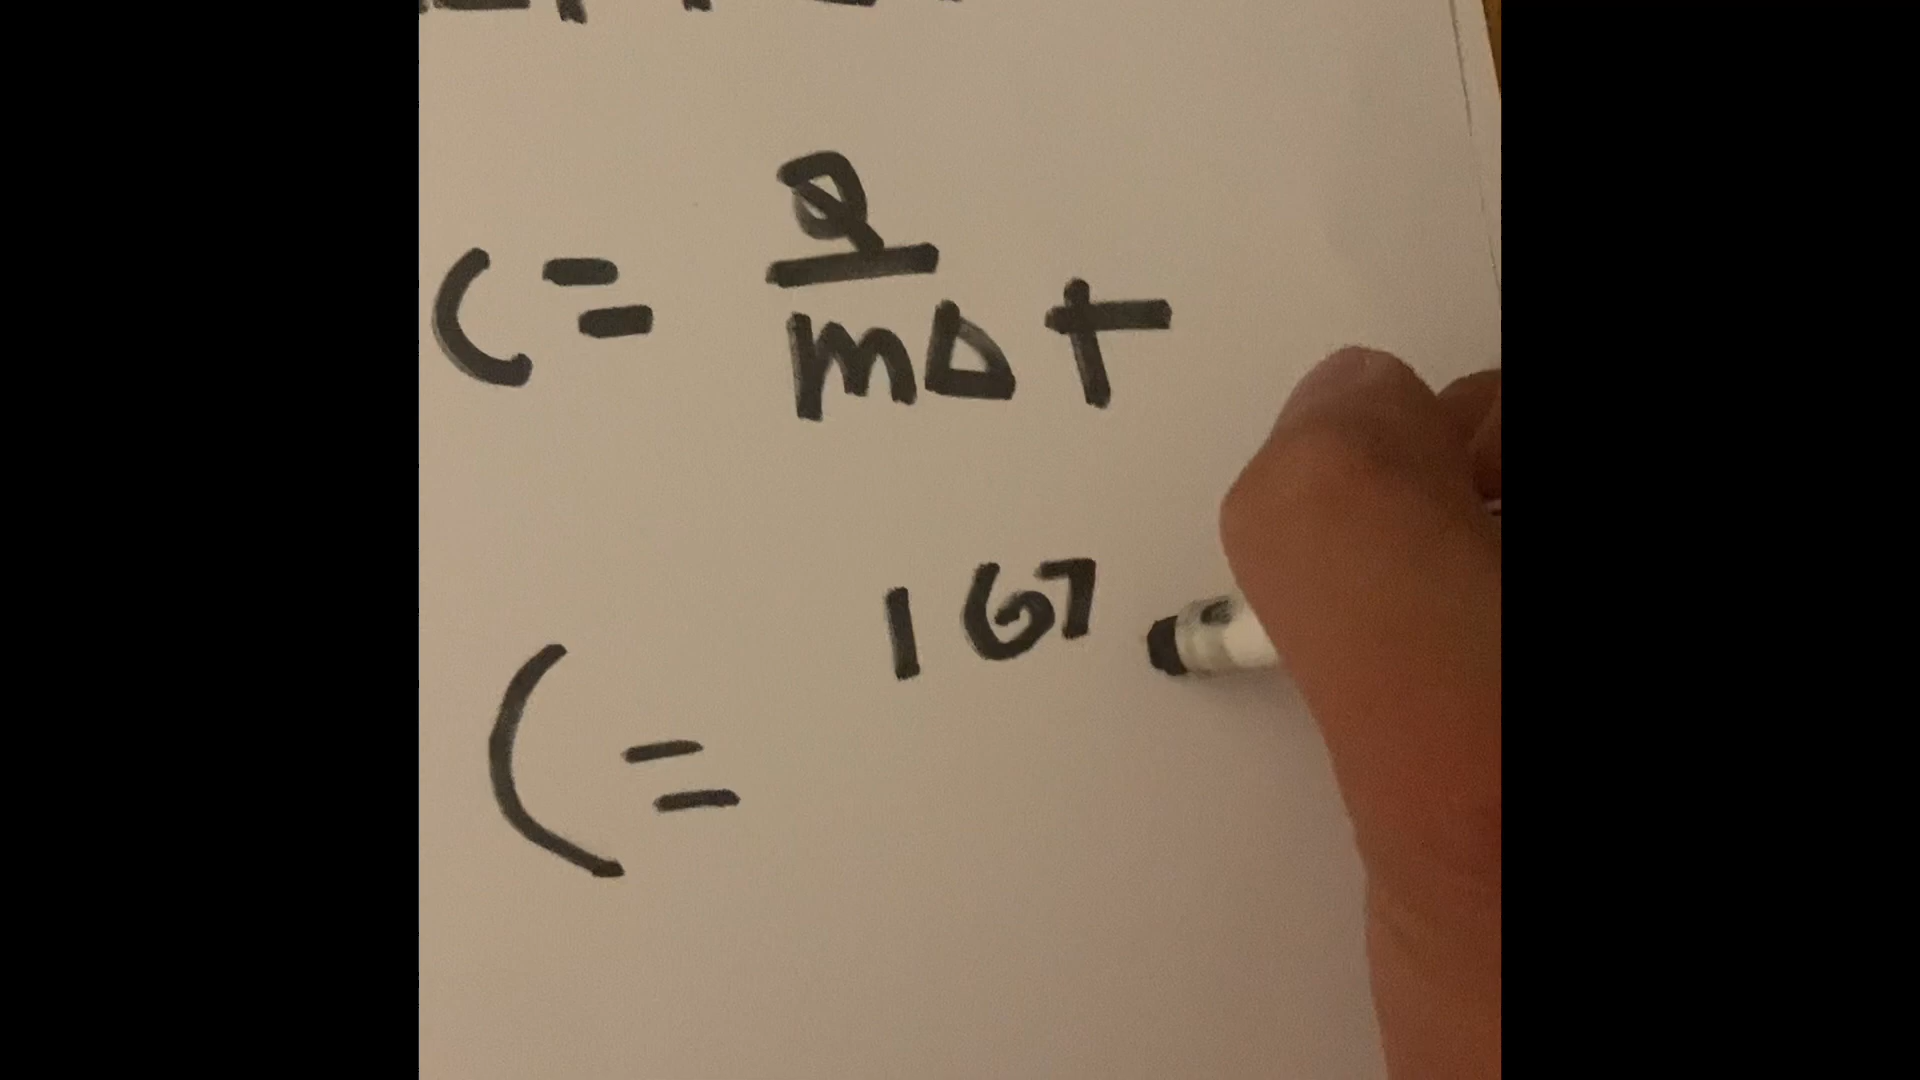 C = Q
mΔt
167
C =